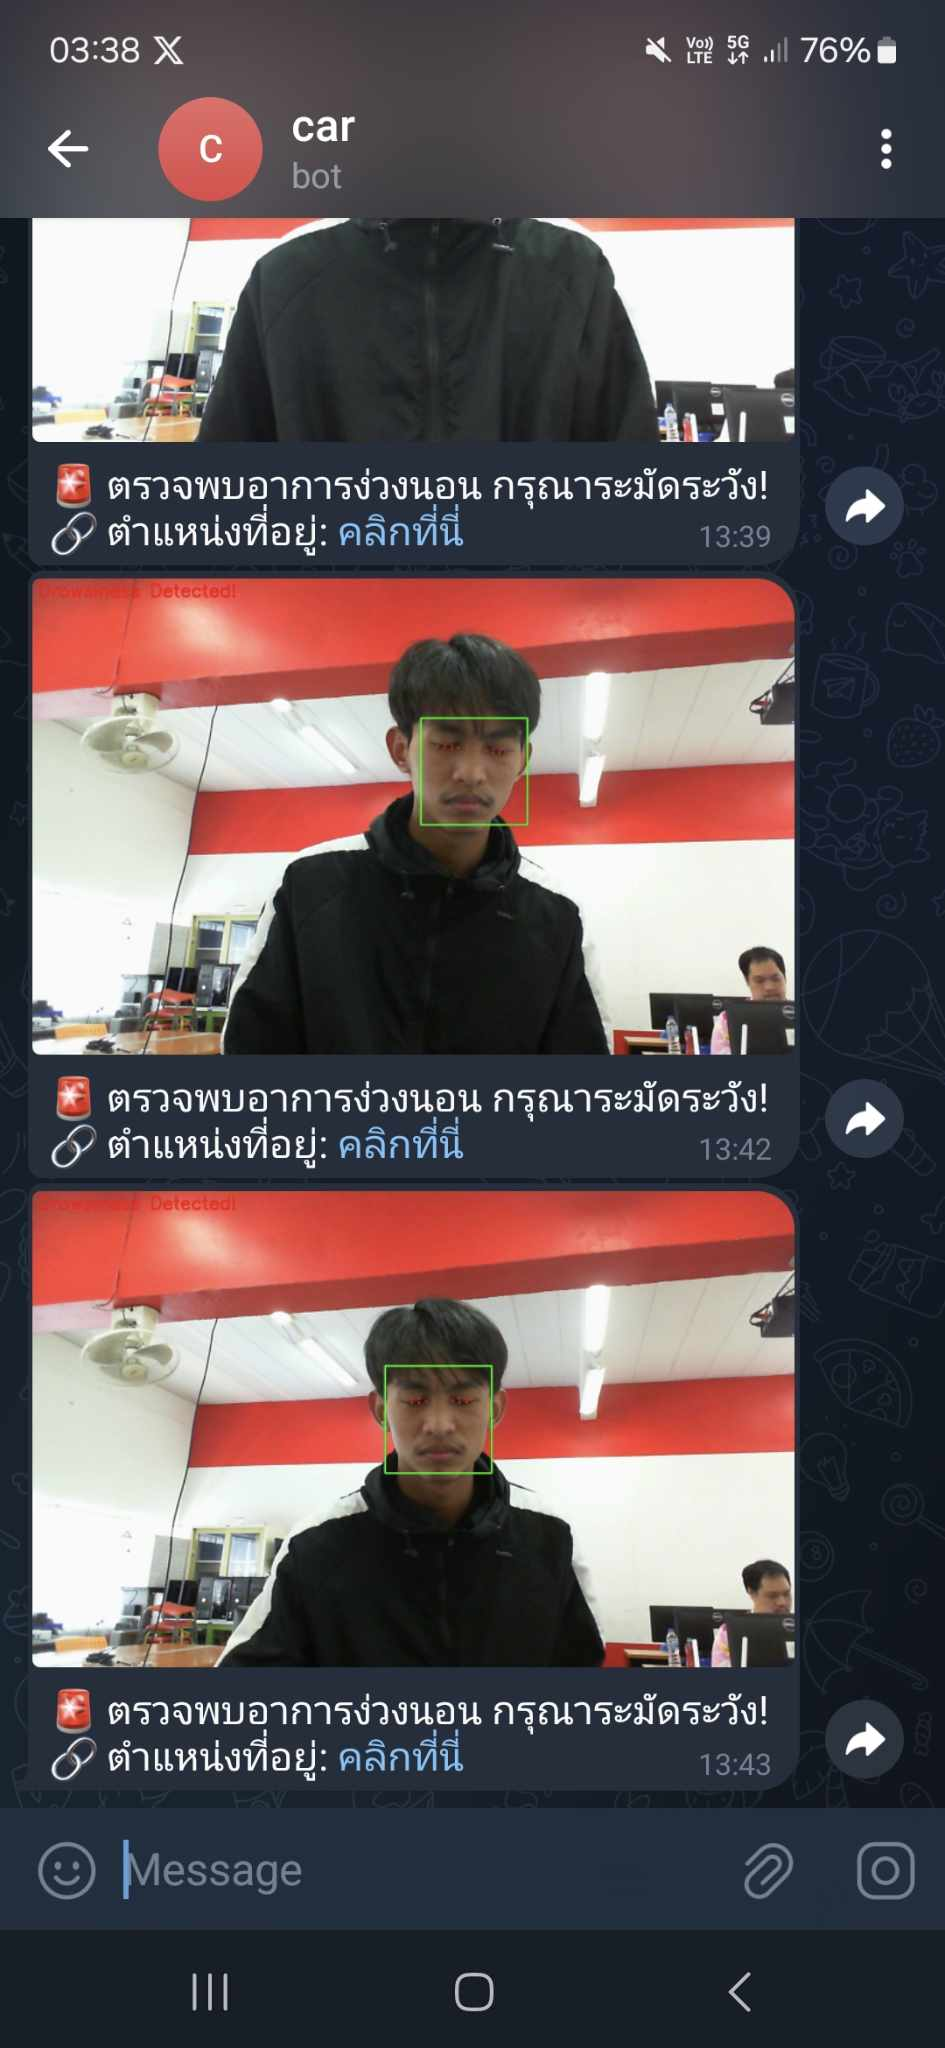 03:38
Vo))
LTE
5G
76%
C
car
bot
🚨 ตรวจพบอาการง่วงนอน กรุณาระมัดระวัง!
🔗 ตำแหน่งที่อยู่: คลิกที่นี่
13:39
Drowsiness Detected!
🚨 ตรวจพบอาการง่วงนอน กรุณาระมัดระวัง!
🔗 ตำแหน่งที่อยู่: คลิกที่นี่
13:42
Drowsiness Detected!
🚨 ตรวจพบอาการง่วงนอน กรุณาระมัดระวัง!
🔗 ตำแหน่งที่อยู่: คลิกที่นี่
13:43
Message